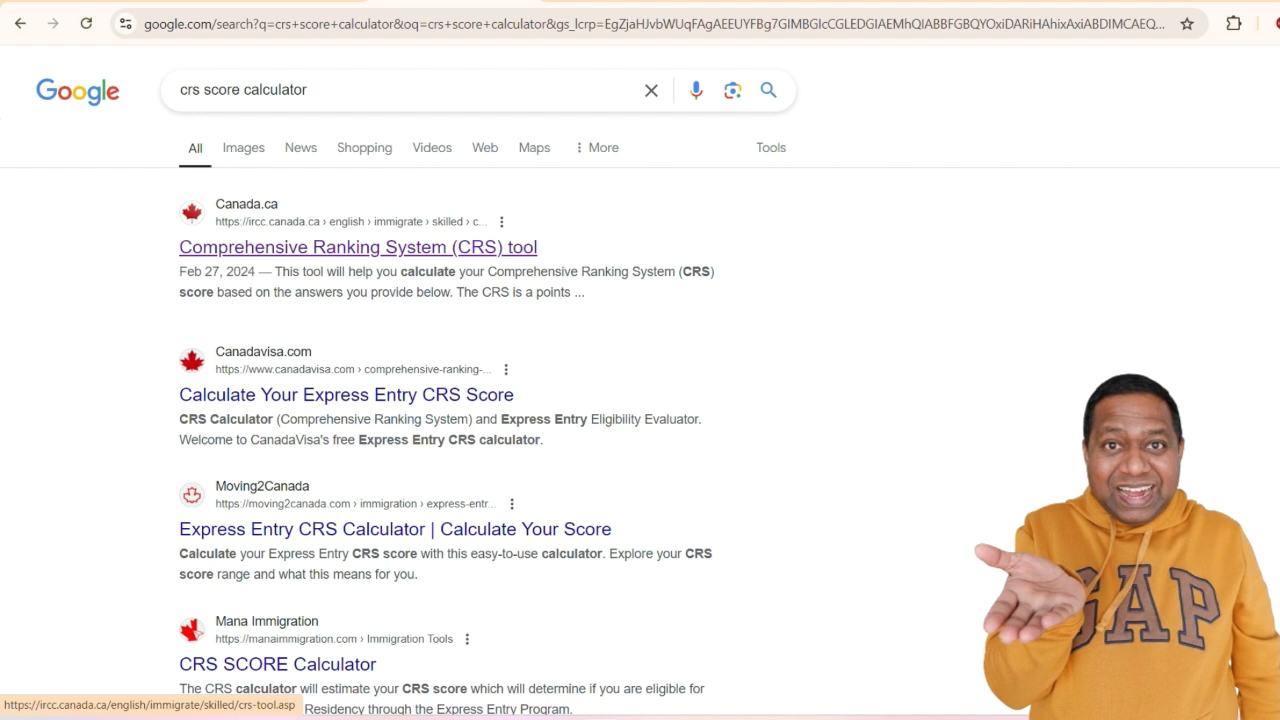 google.com/search?q=crs+score+calculator&oq=crs+score+calculator&gs_lcrp=EgZjaHJvbWUqFAgAEEUYFBg7GIMBGIcCGLEDGIAEMhQIABBFGBQYOxiDARiHAhixAxiABDIMCAEQ...
Google
crs score calculator
All Images News Shopping Videos Web Maps More Tools
Canada.ca
https://ircc.canada.ca › english › immigrate › skilled › c...
Comprehensive Ranking System (CRS) tool
Feb 27, 2024 — This tool will help you calculate your Comprehensive Ranking System (CRS)
score based on the answers you provide below. The CRS is a points ...
Canadavisa.com
https://www.canadavisa.com › comprehensive-ranking-...
Calculate Your Express Entry CRS Score
CRS Calculator (Comprehensive Ranking System) and Express Entry Eligibility Evaluator.
Welcome to CanadaVisa's free Express Entry CRS calculator.
Moving2Canada
https://moving2canada.com › immigration › express-entr...
Express Entry CRS Calculator | Calculate Your Score
Calculate your Express Entry CRS score with this easy-to-use calculator. Explore your CRS
score range and what this means for you.
Mana Immigration
https://manaimmigration.com › Immigration Tools
CRS SCORE Calculator
The CRS calculator will estimate your CRS score which will determine if you are eligible for
Residency through the Express Entry Program.
https://ircc.canada.ca/english/immigrate/skilled/crs-tool.asp
GAP